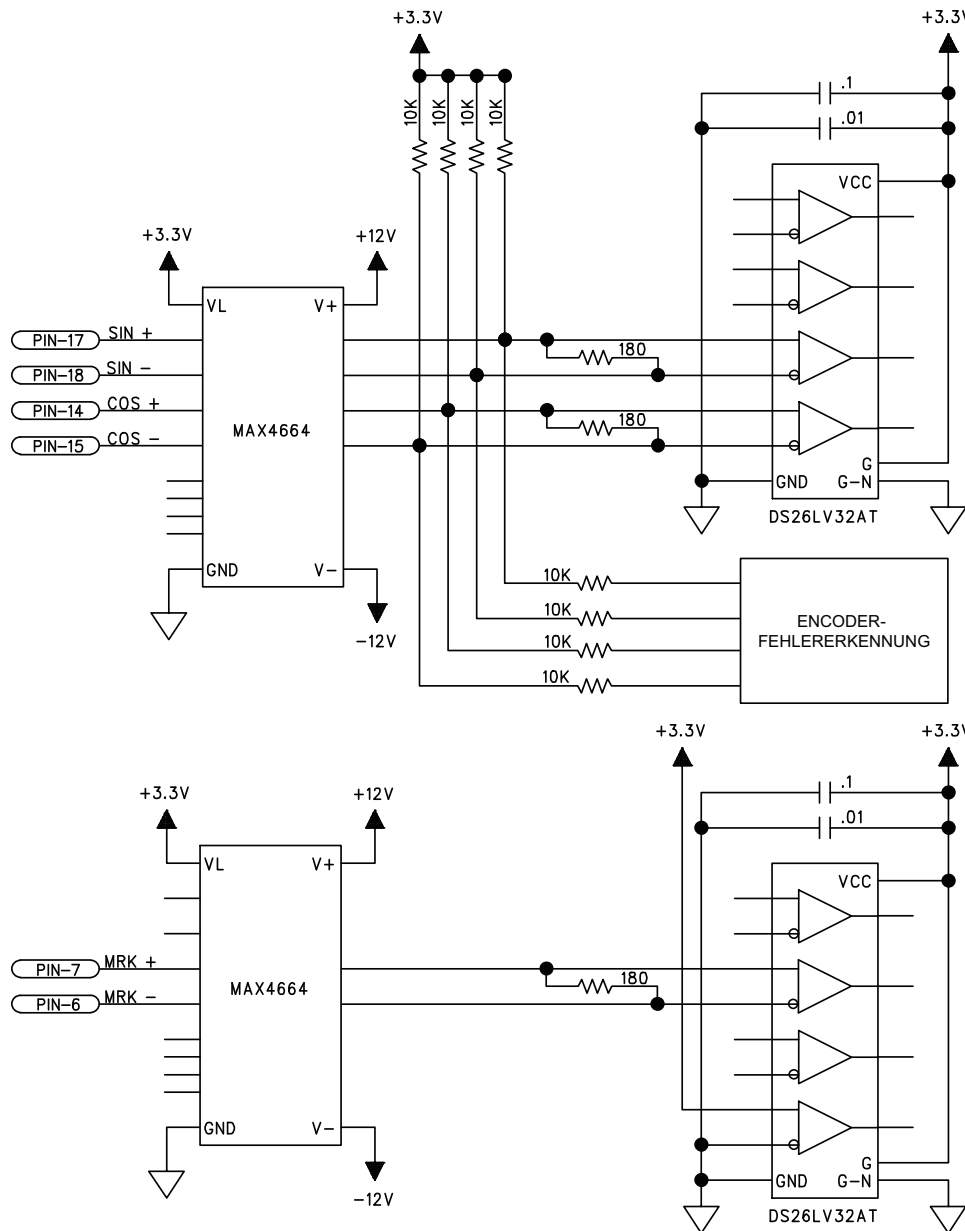 +3.3V
+3.3V
10K
10K
10K
10K
.1
.01
VCC
+3.3V
+12V
VL
V+
PIN-17
SIN +
PIN-18
SIN -
PIN-14
COS +
PIN-15
COS -
MAX4664
180
180
G
GND
G-N
DS26LV32AT
GND
V-
-12V
10K
10K
10K
10K
ENCODER-
FEHLERERKENNUNG
+3.3V
+3.3V
+3.3V
+12V
.1
.01
VL
V+
VCC
PIN-7
MRK +
PIN-6
MRK -
MAX4664
180
GND
V-
G
GND
G-N
-12V
DS26LV32AT